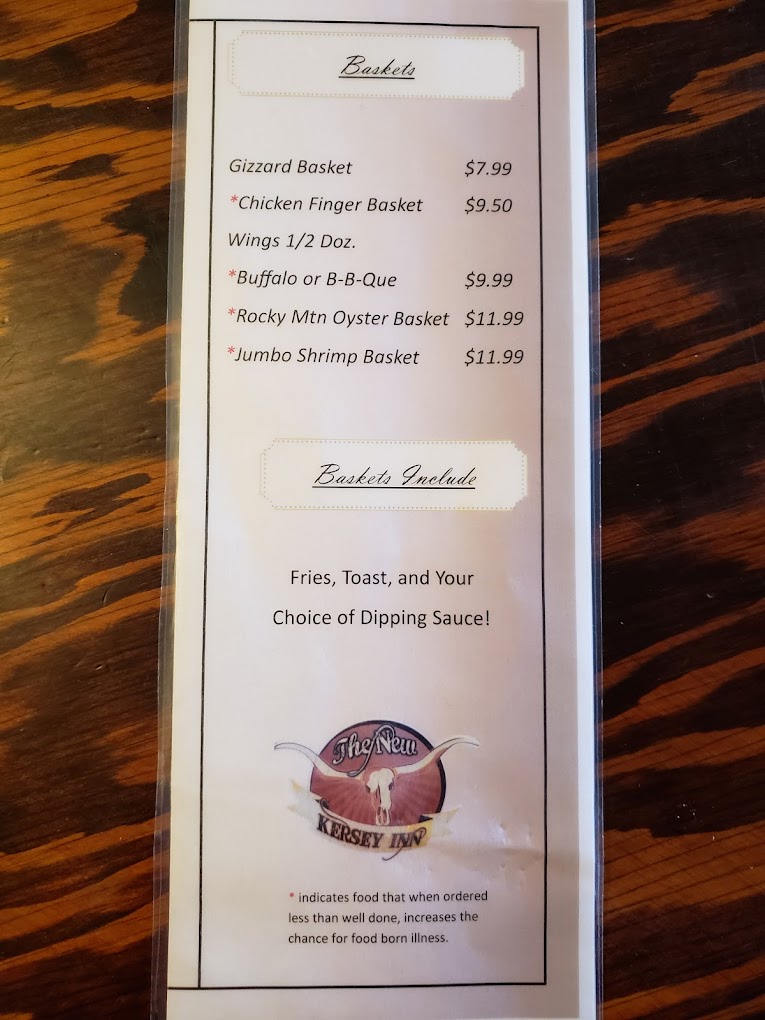 Baskets
Gizzard Basket $7.99
*Chicken Finger Basket $9.50
Wings 1/2 Doz.
*Buffalo or B-B-Que $9.99
*Rocky Mtn Oyster Basket $11.99
*Jumbo Shrimp Basket $11.99
Baskets Include
Fries, Toast, and Your
Choice of Dipping Sauce!
The New
KERSEY INN
* indicates food that when ordered
less than well done, increases the
chance for food born illness.